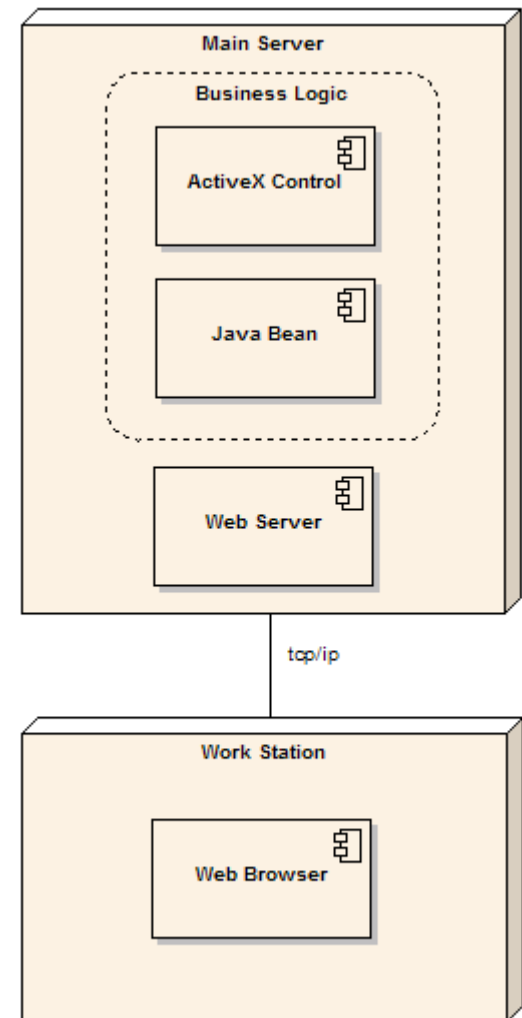 Main Server
Business Logic
ActiveX Control
Java Bean
Web Server
tcp/ip
Work Station
Web Browser